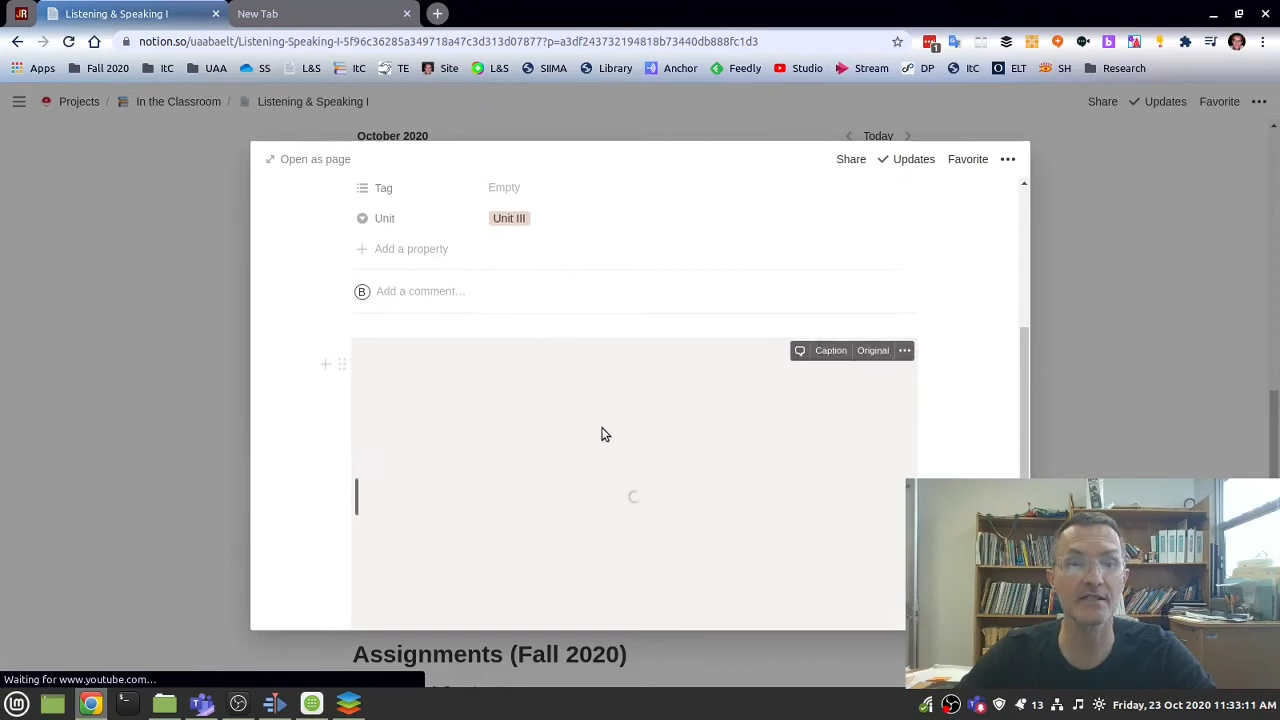 Listening & Speaking I
New Tab
notion.so/uaabaelt/Listening-Speaking-I-5f96c36285a349718a47c3d313d07877?p=a3df243732194818b73440db888fc1d3
Apps Fall 2020 ItC UAA SS L&S ItC TE Site L&S SIIMA Library Anchor Feedly Studio Stream DP ItC ELT SH Research
Projects / In the Classroom / Listening & Speaking I Share Updates Favorite
October 2020 Today
Open as page Share Updates Favorite
Tag Empty
Unit Unit III
Add a property
B Add a comment…
Caption Original
Assignments (Fall 2020)
Waiting for www.youtube.com…
13 Friday, 23 Oct 2020 11:33:11 AM